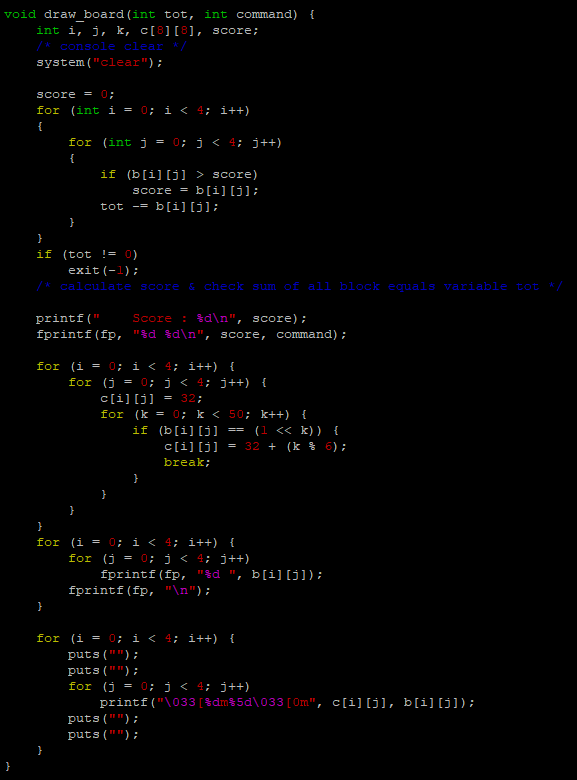 void draw_board(int tot, int command) {
    int i, j, k, c[8][8], score;
    /* console clear */
    system("clear");

    score = 0;
    for (int i = 0; i < 4; i++)
    {
        for (int j = 0; j < 4; j++)
        {
            if (b[i][j] > score)
                score = b[i][j];
            tot -= b[i][j];
        }
    }
    if (tot != 0)
        exit(-1);
    /* calculate score & check sum of all block equals variable tot */

    printf("    Score : %d\n", score);
    fprintf(fp, "%d %d\n", score, command);

    for (i = 0; i < 4; i++) {
        for (j = 0; j < 4; j++) {
            c[i][j] = 32;
            for (k = 0; k < 50; k++) {
                if (b[i][j] == (1 << k)) {
                    c[i][j] = 32 + (k % 6);
                    break;
                }
            }
        }
    }
    for (i = 0; i < 4; i++) {
        for (j = 0; j < 4; j++)
            fprintf(fp, "%d ", b[i][j]);
        fprintf(fp, "\n");
    }

    for (i = 0; i < 4; i++) {
        puts("");
        puts("");
        for (j = 0; j < 4; j++)
            printf("\033[%dm%5d\033[0m", c[i][j], b[i][j]);
        puts("");
        puts("");
    }
}